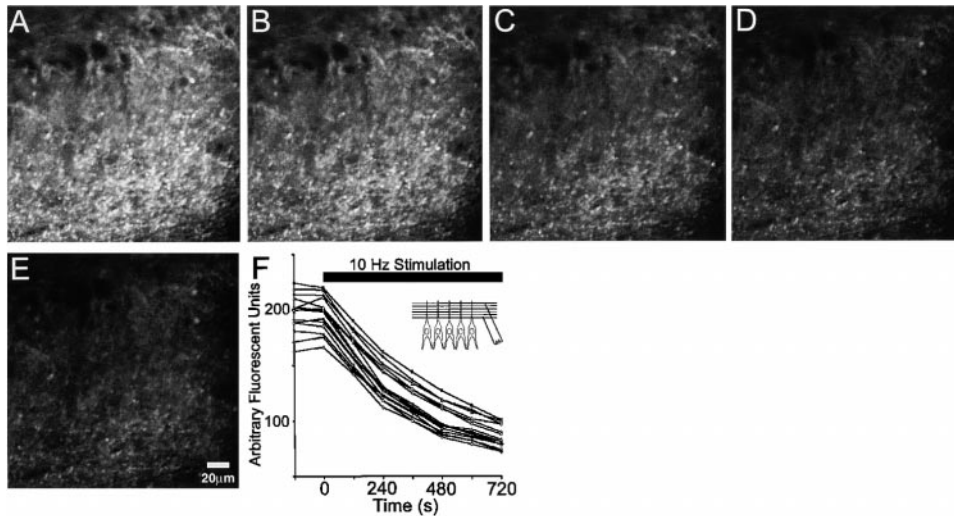 A
B
C
D
E
20μm
F
10 Hz Stimulation
Arbitrary Fluorescent Units
200
100
0
240
480
720
Time (s)